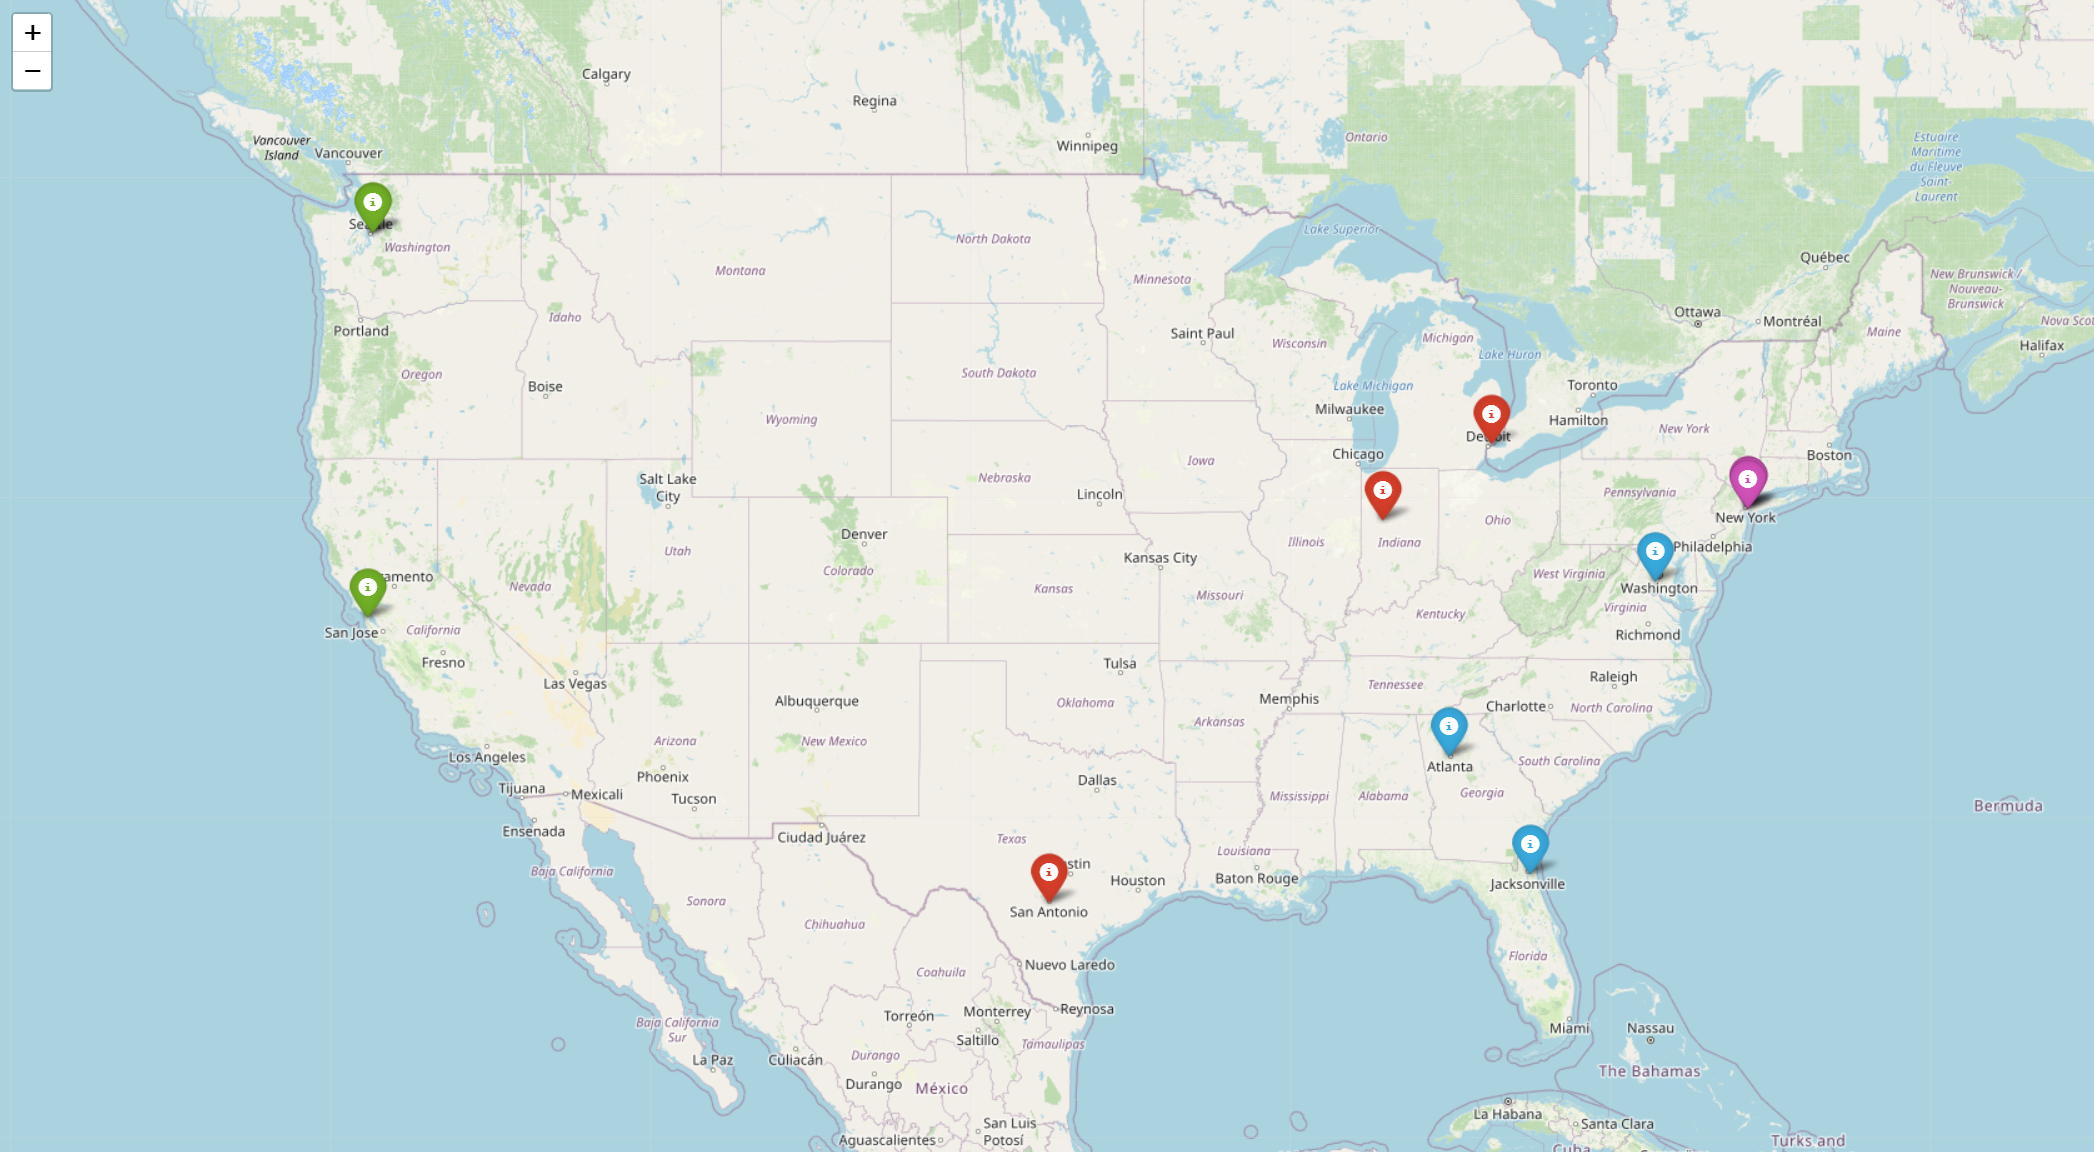 +
−
Calgary
Regina
Vancouver
Island
Vancouver
Winnipeg
Ontario
Estuaire
Maritime
du Fleuve
Saint-
Laurent
Washington
North Dakota
Lake Superior
Québec
Montana
Minnesota
New Brunswick /
Nouveau-
Brunswick
Idaho
Ottawa
Montréal
Portland
Saint Paul
Wisconsin
Michigan
Maine
Halifax
Lake Huron
Oregon
Boise
South Dakota
Lake Michigan
Toronto
Milwaukee
Hamilton
Wyoming
New York
Chicago
Boston
Iowa
Salt Lake
City
Nebraska
Lincoln
Pennsylvania
New York
Ohio
Denver
Utah
Colorado
Kansas City
Illinois
Indiana
Philadelphia
West Virginia
Nevada
Kansas
Missouri
Washington
Virginia
Kentucky
San Jose
California
Richmond
Fresno
Las Vegas
Tulsa
Raleigh
Tennessee
Albuquerque
Oklahoma
Memphis
Charlotte
North Carolina
Arkansas
Arizona
New Mexico
Los Angeles
Phoenix
Atlanta
South Carolina
Tijuana
Mexicali
Tucson
Dallas
Mississippi
Alabama
Georgia
Bermuda
Ensenada
Ciudad Juárez
Texas
Louisiana
Baja California
Houston
Baton Rouge
Jacksonville
Sonora
San Antonio
Chihuahua
Florida
Coahuila
Nuevo Laredo
Torreón
Monterrey
Reynosa
Baja California
Sur
Saltillo
Tamaulipas
Miami
Nassau
La Paz
Culiacán
Durango
Durango
México
The Bahamas
La Habana
Santa Clara
San Luis
Potosí
Aguascalientes
Turks and
Cuba